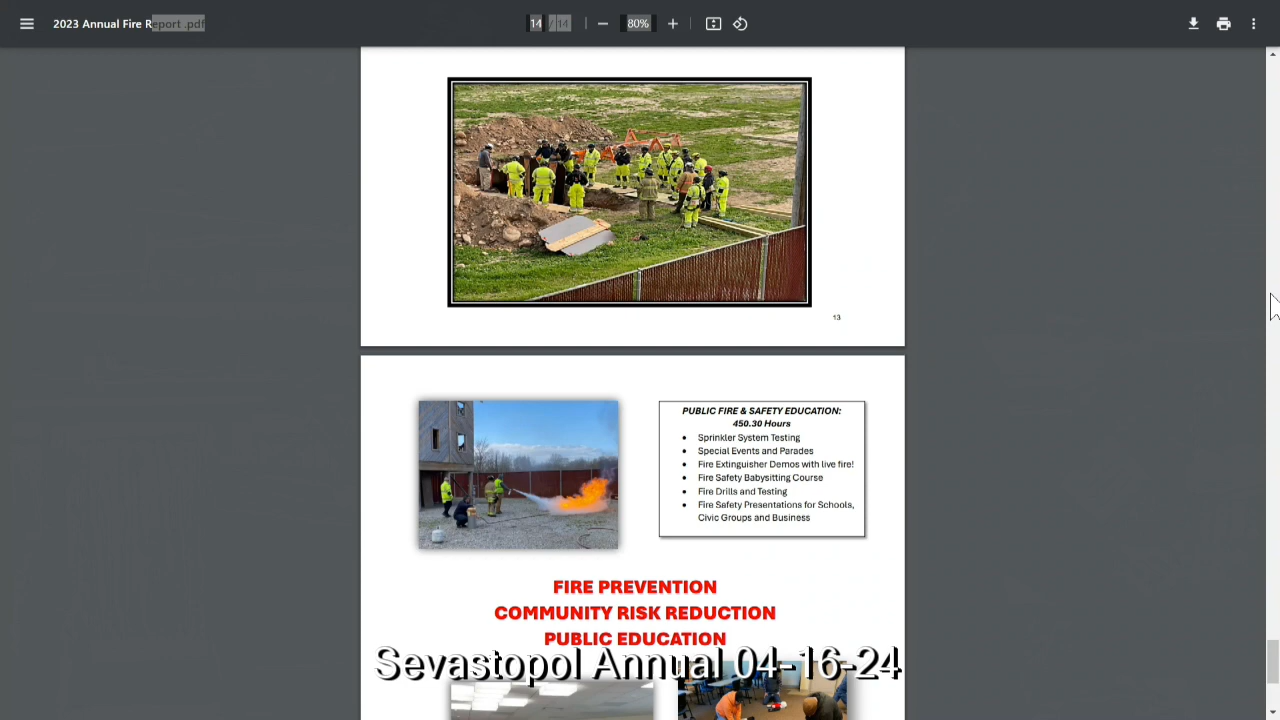 2023 Annual Fire Report .pdf
14 / 14
80%
13
PUBLIC FIRE & SAFETY EDUCATION:
450.30 Hours
• Sprinkler System Testing
• Special Events and Parades
• Fire Extinguisher Demos with live fire!
• Fire Safety Babysitting Course
• Fire Drills and Testing
• Fire Safety Presentations for Schools,
Civic Groups and Business
FIRE PREVENTION
COMMUNITY RISK REDUCTION
PUBLIC EDUCATION
Sevastopol Annual 04-16-24